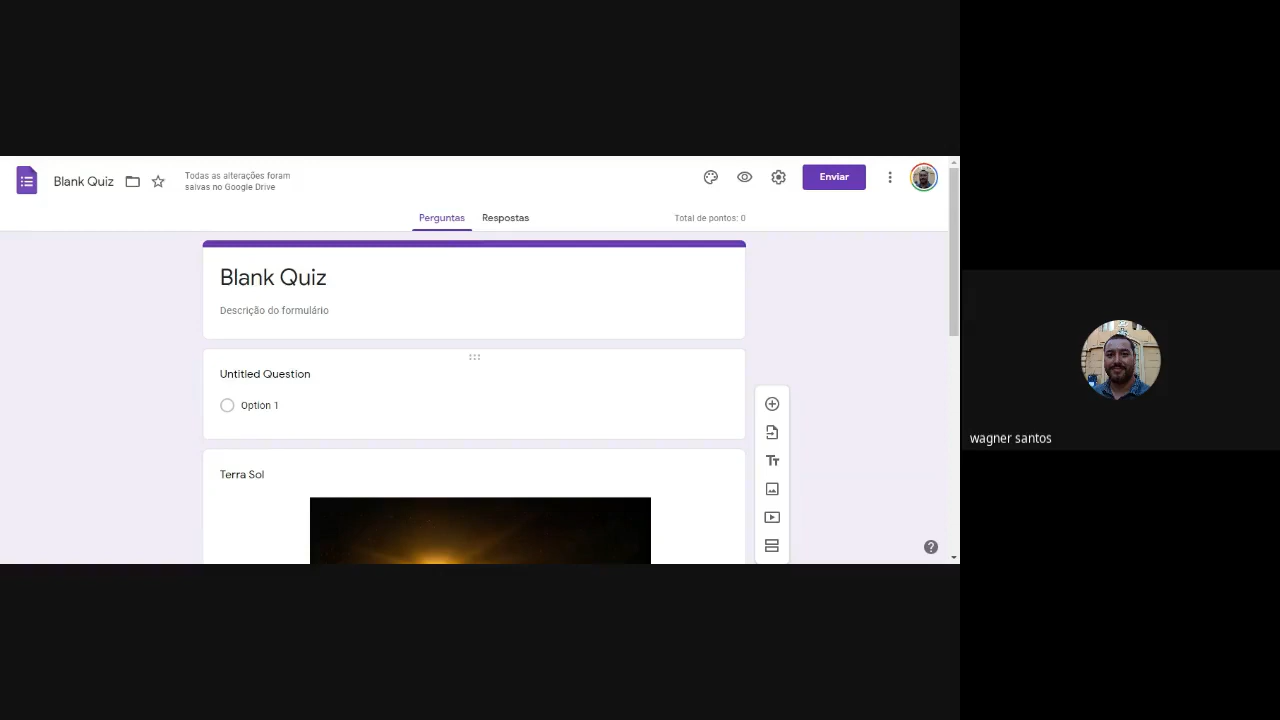 Blank Quiz
Todas as alterações foram
salvas no Google Drive
Enviar
Perguntas
Respostas
Total de pontos: 0
Blank Quiz
Descrição do formulário
Untitled Question
Option 1
Terra Sol
wagner santos